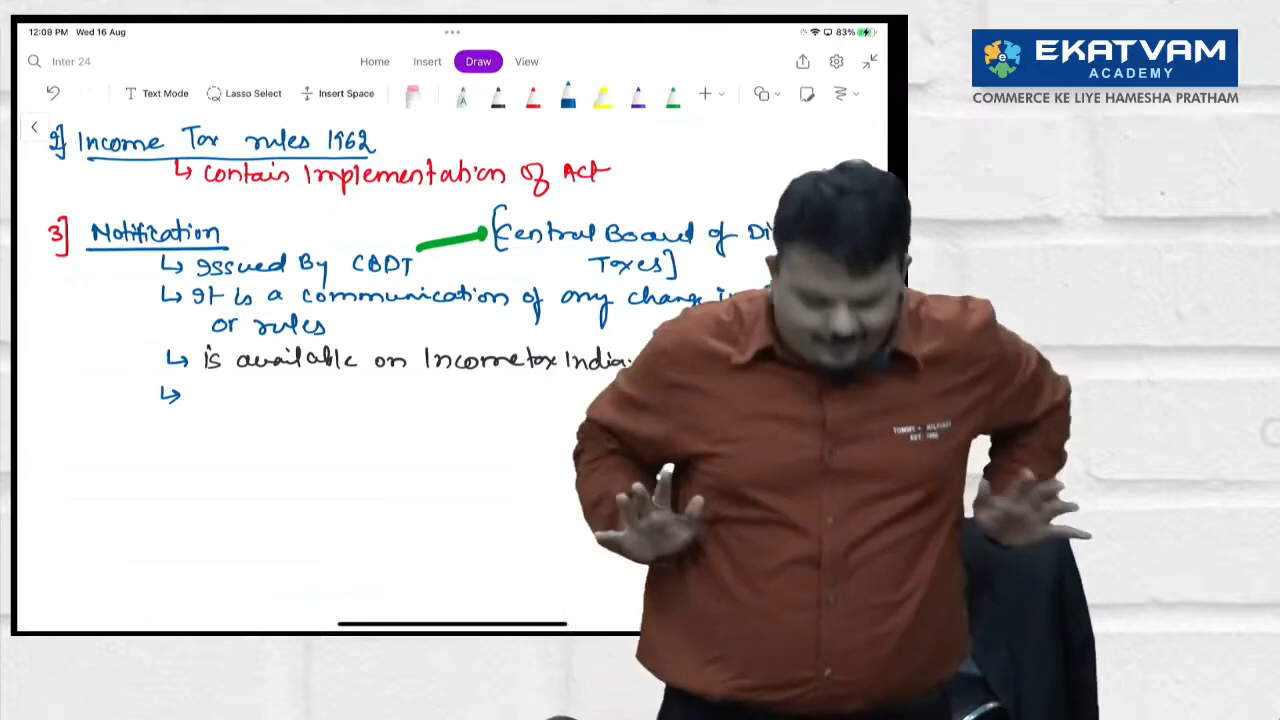 12:09 PM Wed 16 Aug
83%
Inter 24
Home Insert Draw View
Text Mode Lasso Select Insert Space
EKATVAM
ACADEMY
COMMERCE KE LIYE HAMESHA PRATHAM
2] Income Tax rules 1962
↳ contain Implementation of Act
3] Notification
[Central Board of Di
↳ Issued By CBDT
Taxes]
↳ It is a communication of any change
or rules
↳ is available on Incometax India.
↳
TOMMY HILFIGER